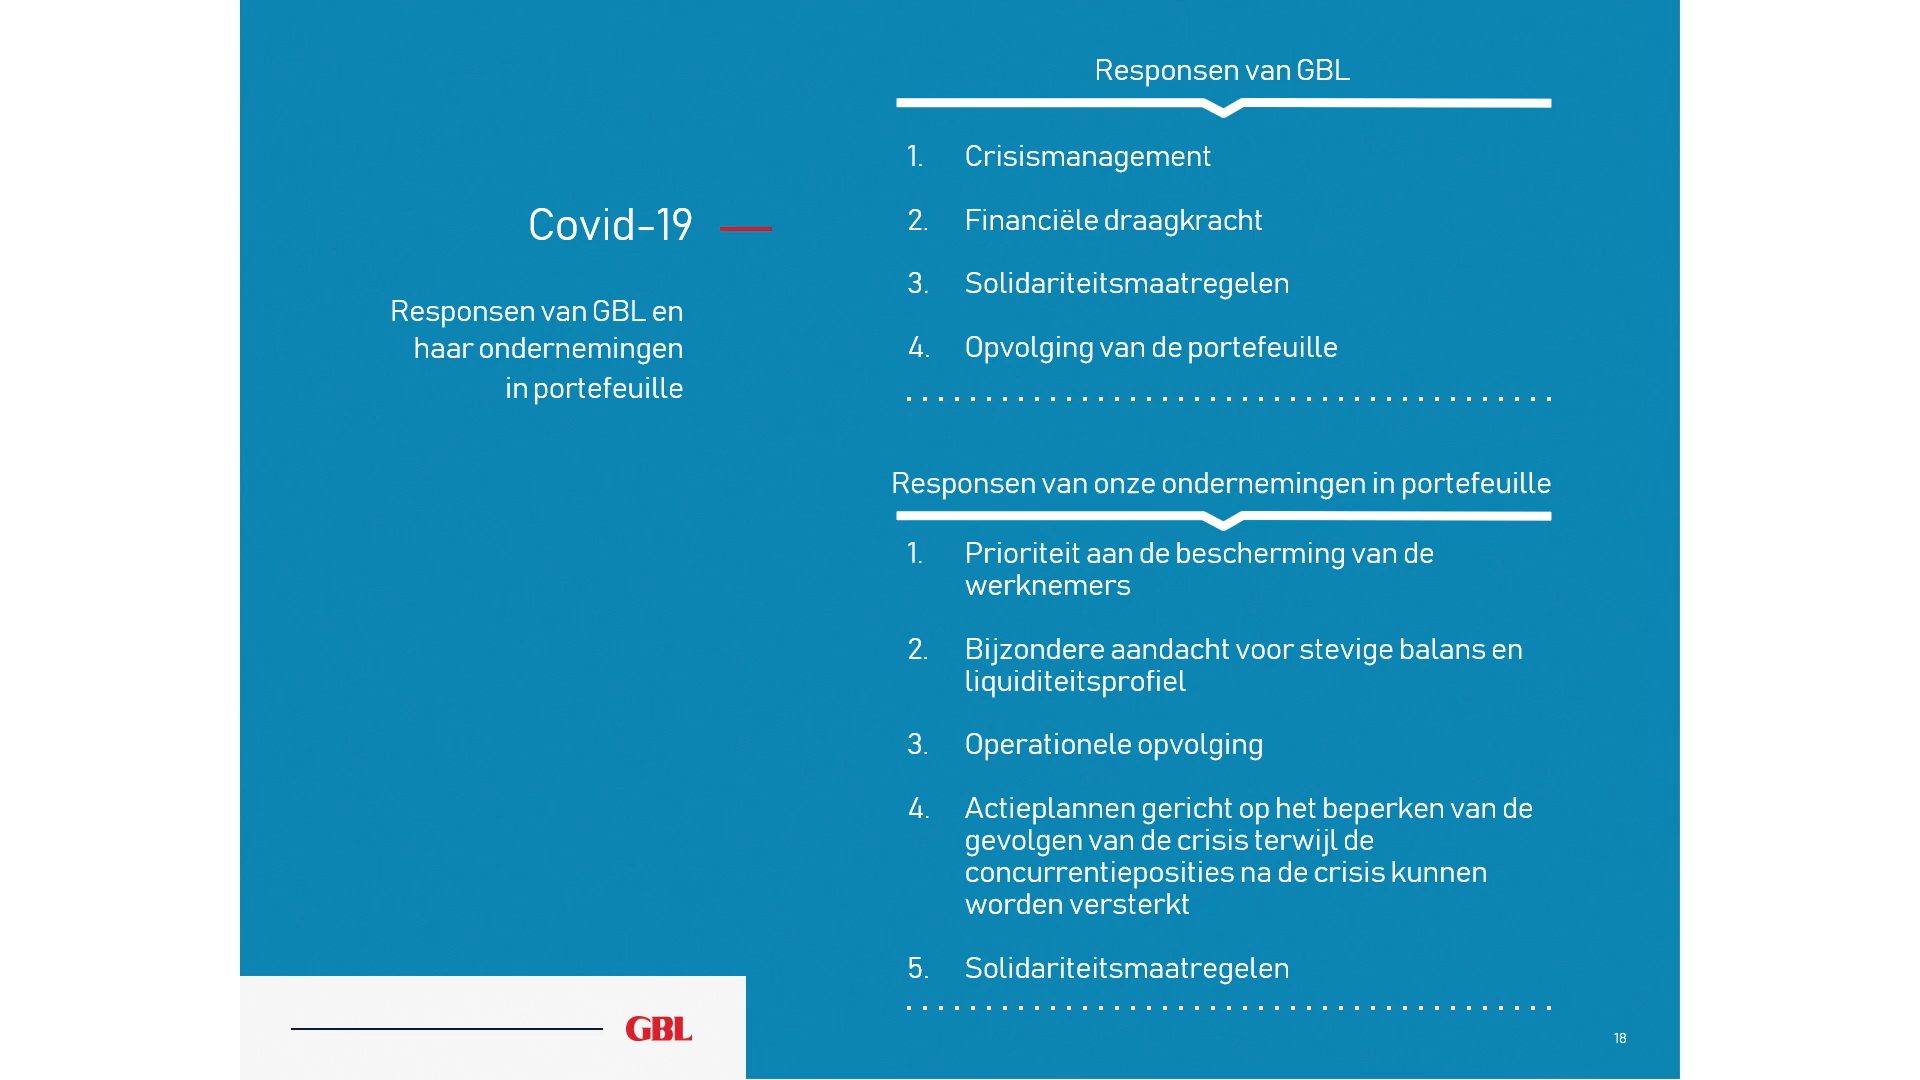 Covid-19
Responsen van GBL en
haar ondernemingen
in portefeuille
Responsen van GBL
1. Crisismanagement
2. Financiële draagkracht
3. Solidariteitsmaatregelen
4. Opvolging van de portefeuille
Responsen van onze ondernemingen in portefeuille
1. Prioriteit aan de bescherming van de
werknemers
2. Bijzondere aandacht voor stevige balans en
liquiditeitsprofiel
3. Operationele opvolging
4. Actieplannen gericht op het beperken van de
gevolgen van de crisis terwijl de
concurrentieposities na de crisis kunnen
worden versterkt
5. Solidariteitsmaatregelen
GBL
18